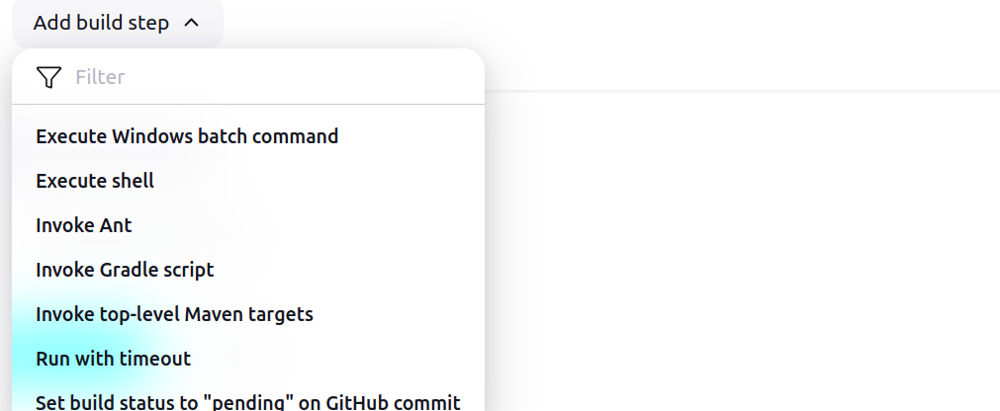 Add build step
Filter
Execute Windows batch command
Execute shell
Invoke Ant
Invoke Gradle script
Invoke top-level Maven targets
Run with timeout
Set build status to "pending" on GitHub commit